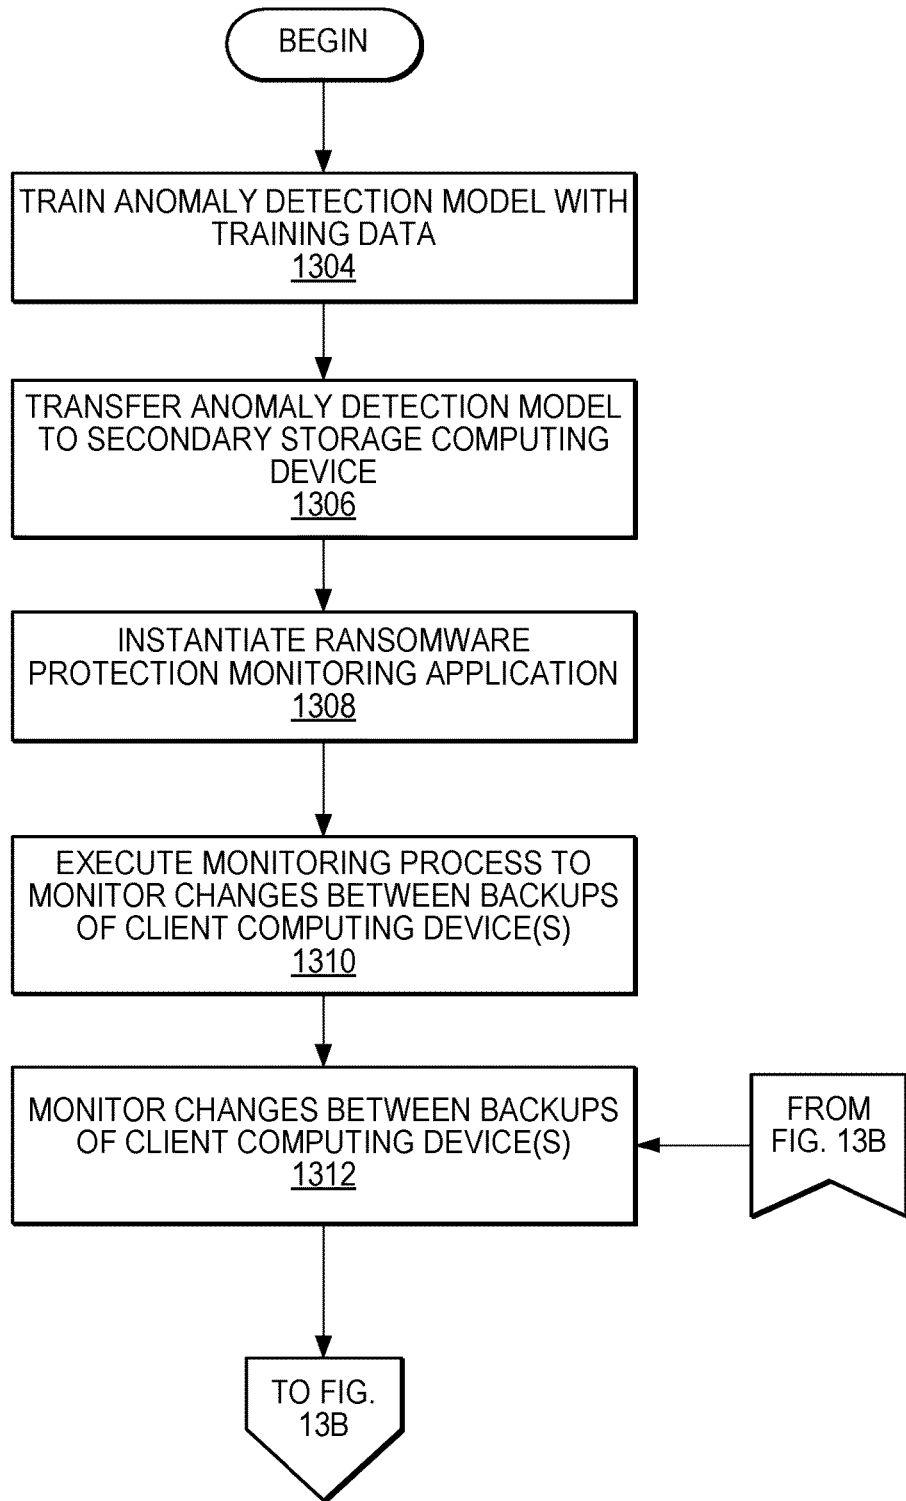 BEGIN
TRAIN ANOMALY DETECTION MODEL WITH
TRAINING DATA
1304
TRANSFER ANOMALY DETECTION MODEL
TO SECONDARY STORAGE COMPUTING
DEVICE
1306
INSTANTIATE RANSOMWARE
PROTECTION MONITORING APPLICATION
1308
EXECUTE MONITORING PROCESS TO
MONITOR CHANGES BETWEEN BACKUPS
OF CLIENT COMPUTING DEVICE(S)
1310
MONITOR CHANGES BETWEEN BACKUPS
OF CLIENT COMPUTING DEVICE(S)
1312
FROM
FIG. 13B
TO FIG.
13B